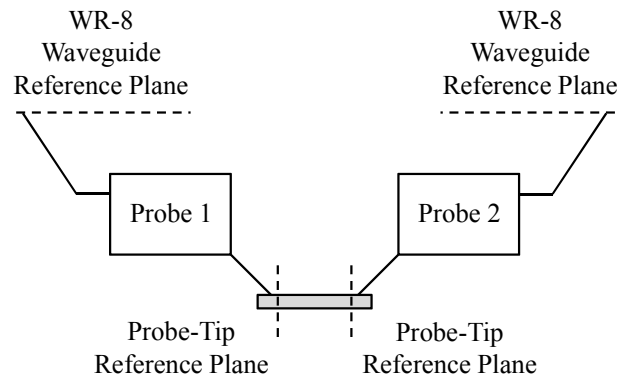 WR-8
Waveguide
Reference Plane
WR-8
Waveguide
Reference Plane
Probe 1
Probe 2
Probe-Tip
Reference Plane
Probe-Tip
Reference Plane